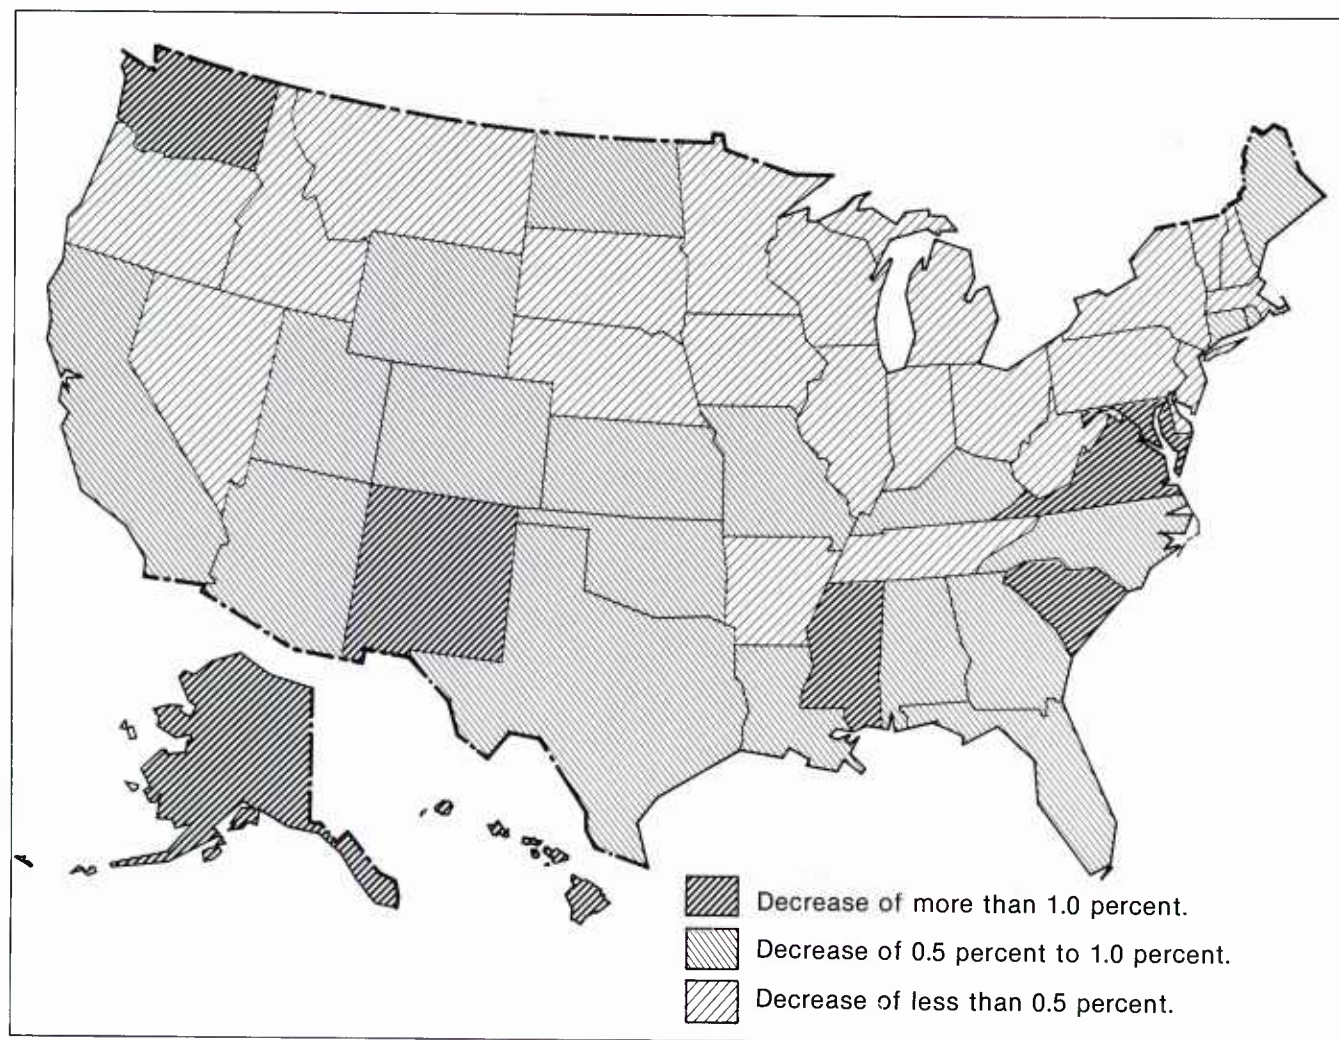 Decrease of more than 1.0 percent.
Decrease of 0.5 percent to 1.0 percent.
Decrease of less than 0.5 percent.